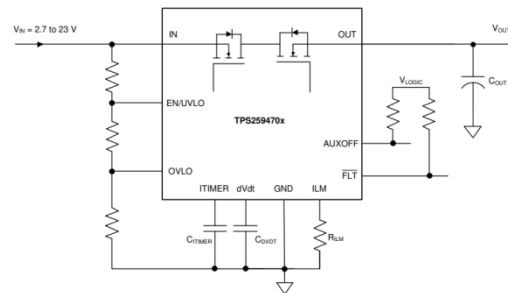 VIN = 2.7 to 23 V
IN
OUT
VOUT
EN/UVLO
TPS259470x
VLOGIC
COUT
AUXOFF
FLT
OVLO
ITIMER dVdt GND ILM
CITIMER
CDVDT
RILM